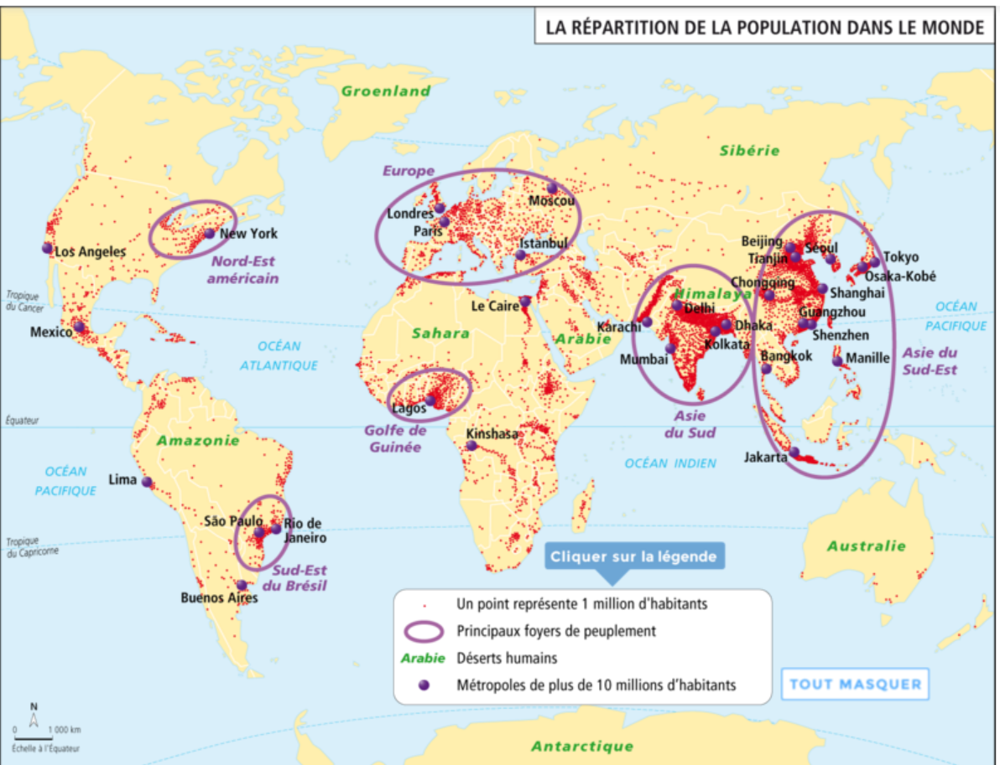 LA RÉPARTITION DE LA POPULATION DANS LE MONDE
Groenland
Sibérie
Europe
Moscou
Londres
Paris
Istanbul
New York
Los Angeles
Nord-Est
américain
Beijing
Séoul
Tianjin
Tokyo
Osaka-Kobé
Chongqing
Shanghai
Himalaya
Tropique
du Cancer
Le Caire
Delhi
Guangzhou
OCÉAN
PACIFIQUE
Mexico
Karachi
Dhaka
Shenzhen
Sahara
Arabie
Kolkata
OCÉAN
ATLANTIQUE
Mumbai
Bangkok
Manille
Asie du
Sud-Est
Lagos
Asie
du Sud
Équateur
Golfe de
Guinée
Amazonie
Kinshasa
Jakarta
OCÉAN INDIEN
OCÉAN
PACIFIQUE
Lima
São Paulo
Rio de
Janeiro
Tropique
du Capricorne
Australie
Cliquer sur la légende
Sud-Est
du Brésil
Buenos Aires
Un point représente 1 million d'habitants
Principaux foyers de peuplement
Arabie Déserts humains
Métropoles de plus de 10 millions d'habitants
TOUT MASQUER
N
0 1 000 km
Échelle à l'Équateur
Antarctique